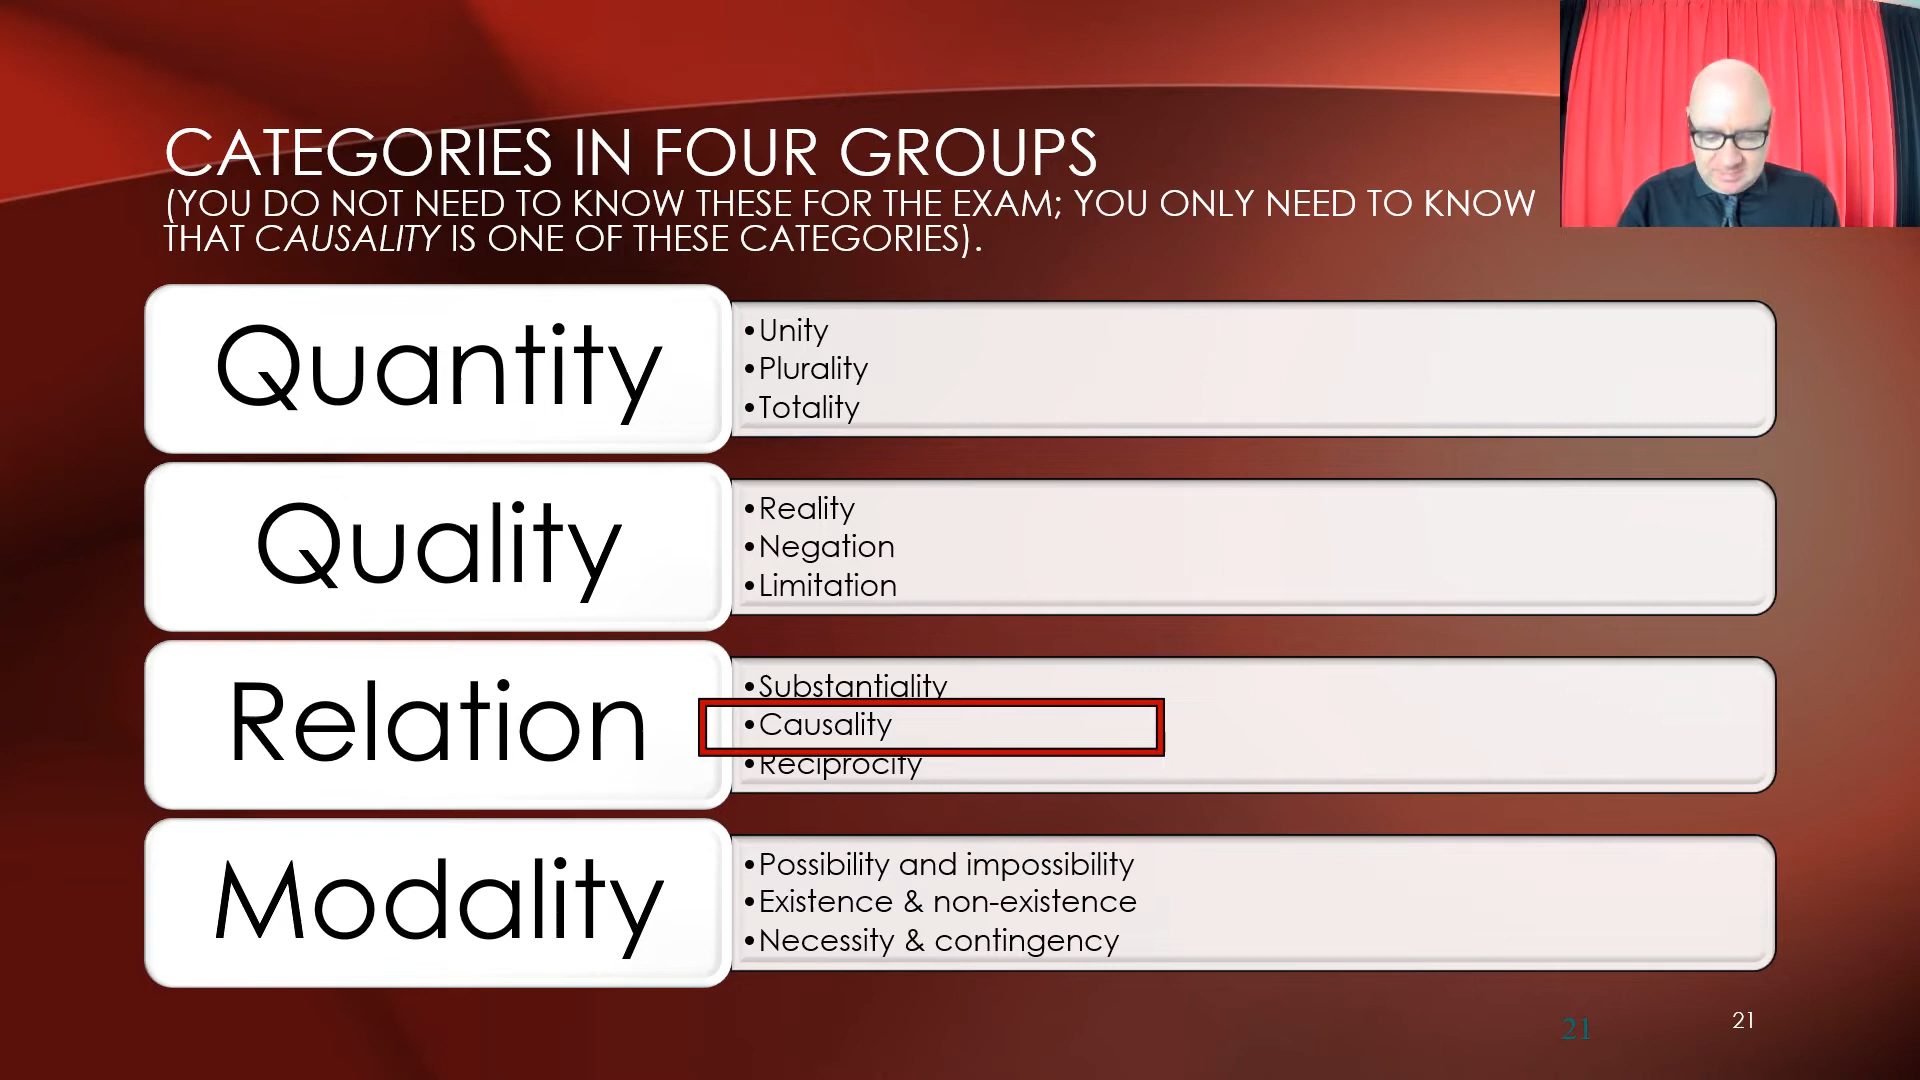 CATEGORIES IN FOUR GROUPS
(YOU DO NOT NEED TO KNOW THESE FOR THE EXAM; YOU ONLY NEED TO KNOW
THAT CAUSALITY IS ONE OF THESE CATEGORIES).
Quantity
•Unity
•Plurality
•Totality
Quality
•Reality
•Negation
•Limitation
Relation
•Substantiality
•Causality
•Reciprocity
Modality
•Possibility and impossibility
•Existence & non-existence
•Necessity & contingency
21
21